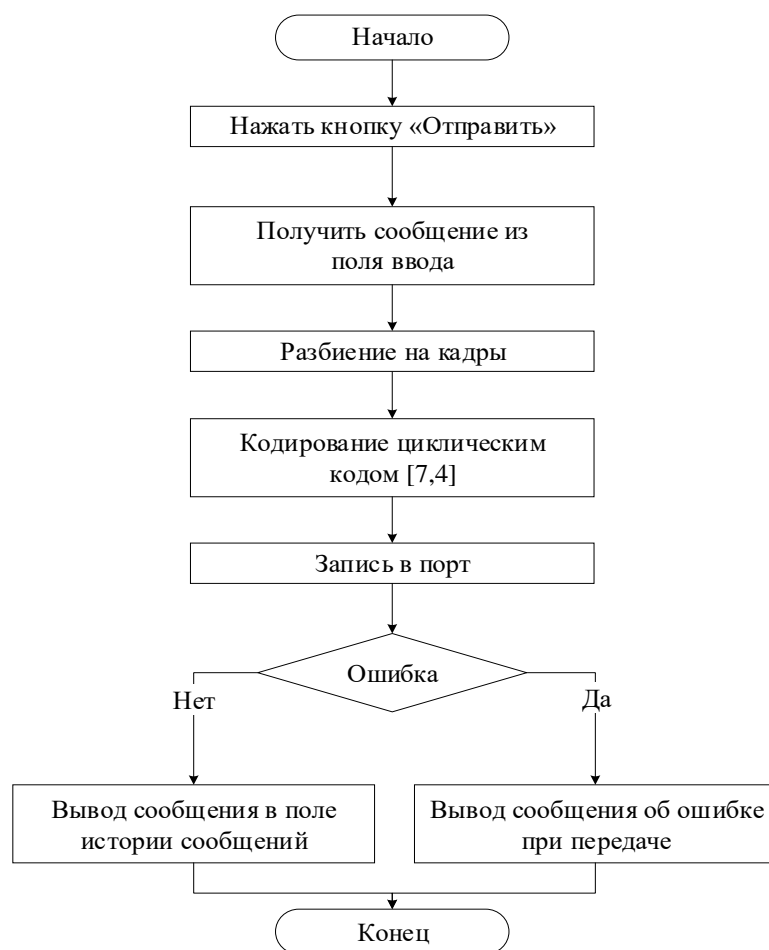 Начало
Нажать кнопку «Отправить»
Получить сообщение из
поля ввода
Разбиение на кадры
Кодирование циклическим
кодом [7,4]
Запись в порт
Ошибка
Нет
Да
Вывод сообщения в поле
истории сообщений
Вывод сообщения об ошибке
при передаче
Конец